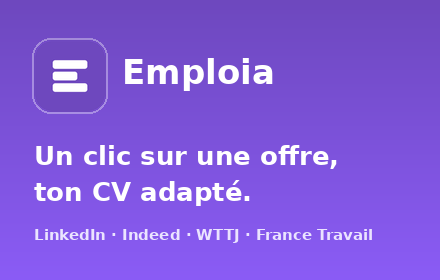 Emploia
Un clic sur une offre,
ton CV adapté.
LinkedIn · Indeed · WTTJ · France Travail